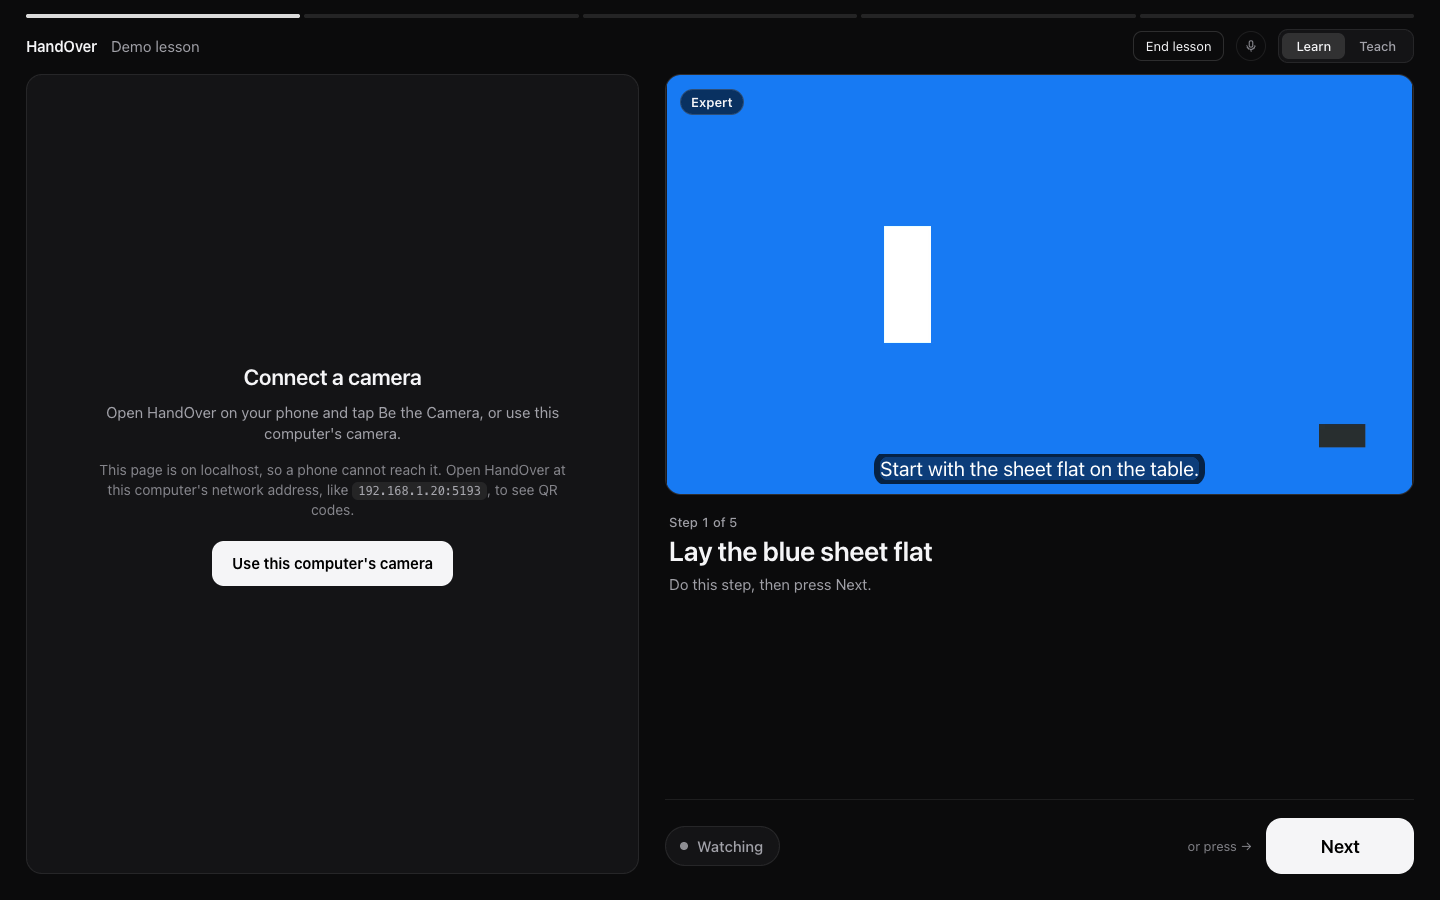 HandOver Demo lesson
End lesson
Learn
Teach
Connect a camera
Open HandOver on your phone and tap Be the Camera, or use this
computer's camera.
This page is on localhost, so a phone cannot reach it. Open HandOver at
this computer's network address, like 192.168.1.20:5193, to see QR
codes.
Use this computer's camera
Expert
Start with the sheet flat on the table.
Step 1 of 5
Lay the blue sheet flat
Do this step, then press Next.
Watching
or press →
Next